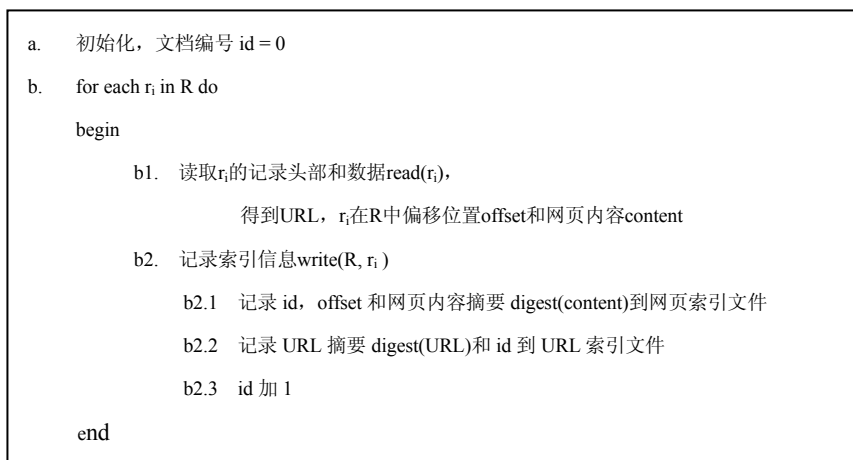 a. 初始化，文档编号 id = 0
b. for each ri in R do
begin
b1. 读取ri的记录头部和数据read(ri)，
得到URL，ri在R中偏移位置offset和网页内容content
b2. 记录索引信息write(R, ri )
b2.1 记录 id，offset 和网页内容摘要 digest(content)到网页索引文件
b2.2 记录 URL 摘要 digest(URL)和 id 到 URL 索引文件
b2.3 id 加 1
end